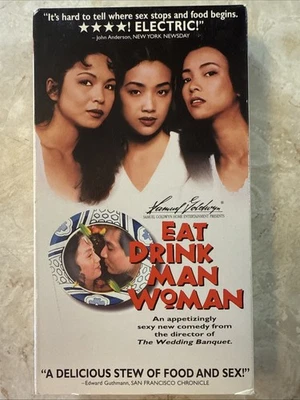 "It's hard to tell where sex stops and food begins.
★★★★! ELECTRIC!"
–John Anderson, NEW YORK NEWSDAY
Samuel Goldwyn
SAMUEL GOLDWYN HOME ENTERTAINMENT PRESENTS
EAT
DRINK
MAN
WOMAN
An appetizingly
sexy new comedy from
the director of
The Wedding Banquet.
"A DELICIOUS STEW OF FOOD AND SEX!"
–Edward Guthmann, SAN FRANCISCO CHRONICLE